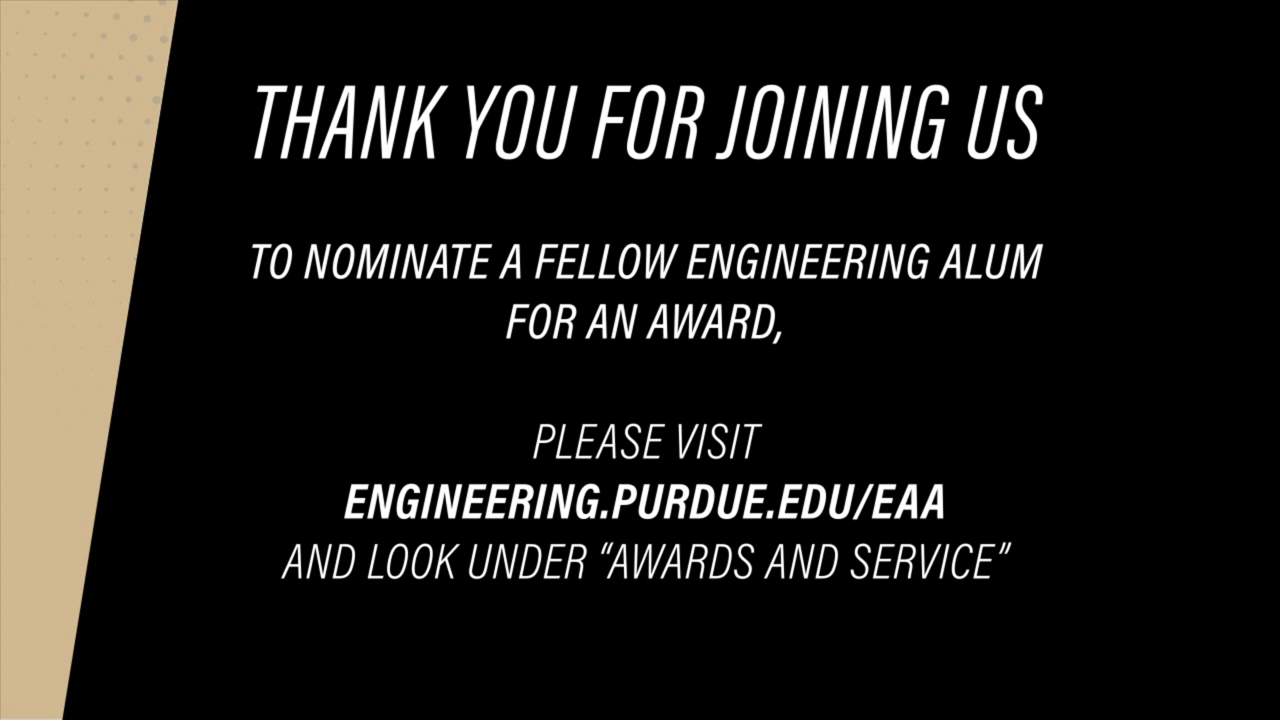 THANK YOU FOR JOINING US
TO NOMINATE A FELLOW ENGINEERING ALUM
FOR AN AWARD,
PLEASE VISIT
ENGINEERING.PURDUE.EDU/EAA
AND LOOK UNDER “AWARDS AND SERVICE”